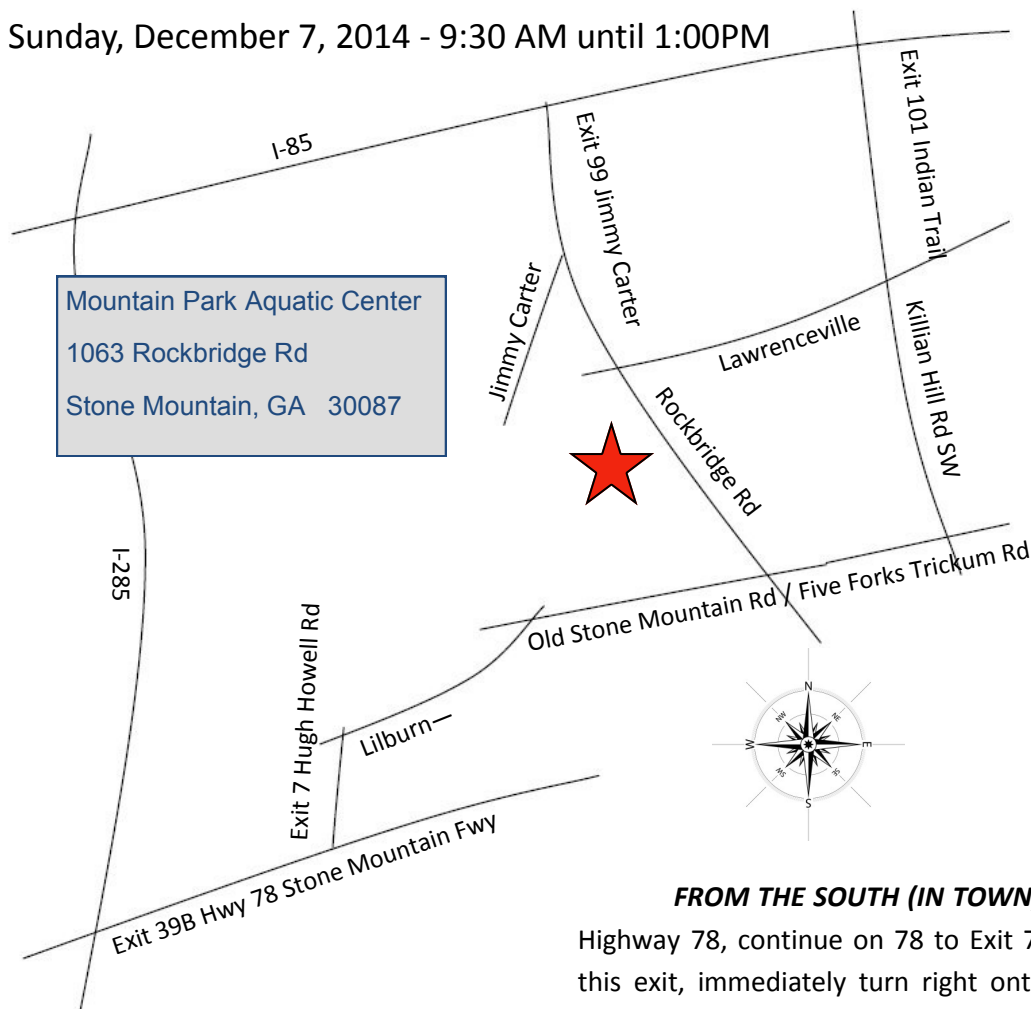 Sunday, December 7, 2014 - 9:30 AM until 1:00PM
I-85
Exit 99 Jimmy Carter
Exit 101 Indian Trail
Mountain Park Aquatic Center
1063 Rockbridge Rd
Stone Mountain, GA 30087
Jimmy Carter
Lawrenceville
Killian Hill Rd SW
Rockbridge Rd
I-285
Old Stone Mountain Rd / Five Forks Trickum Rd
Exit 7 Hugh Howell Rd
Lilburn—
Exit 39B Hwy 78 Stone Mountain Fwy
N
NW
NE
W
E
SW
SE
S
FROM THE SOUTH (IN TOWN
Highway 78, continue on 78 to Exit 7
this exit, immediately turn right ont